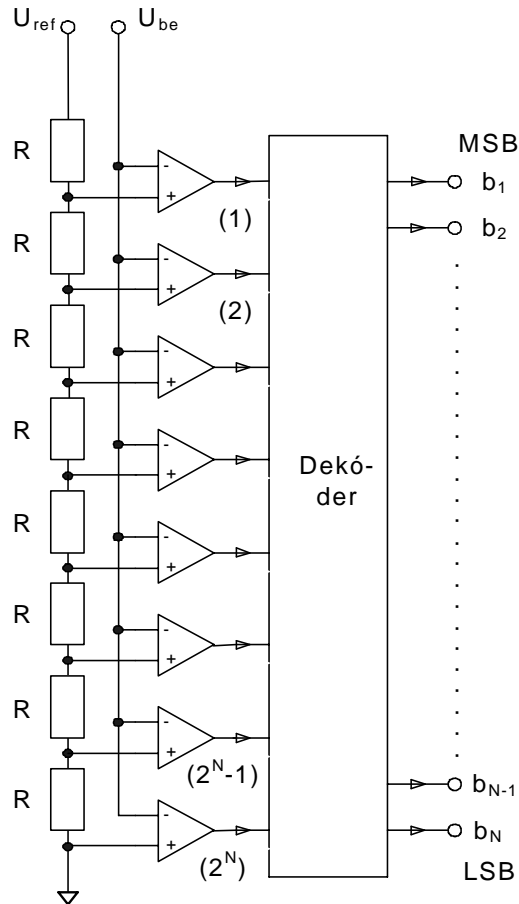 U_ref U_be
R
- +
(1)
MSB
b_1
R
- +
(2)
b_2
R
- +
R
- +
Dekó-
der
R
- +
R
- +
R
- +
(2^N-1)
b_N-1
R
- +
(2^N)
b_N
LSB